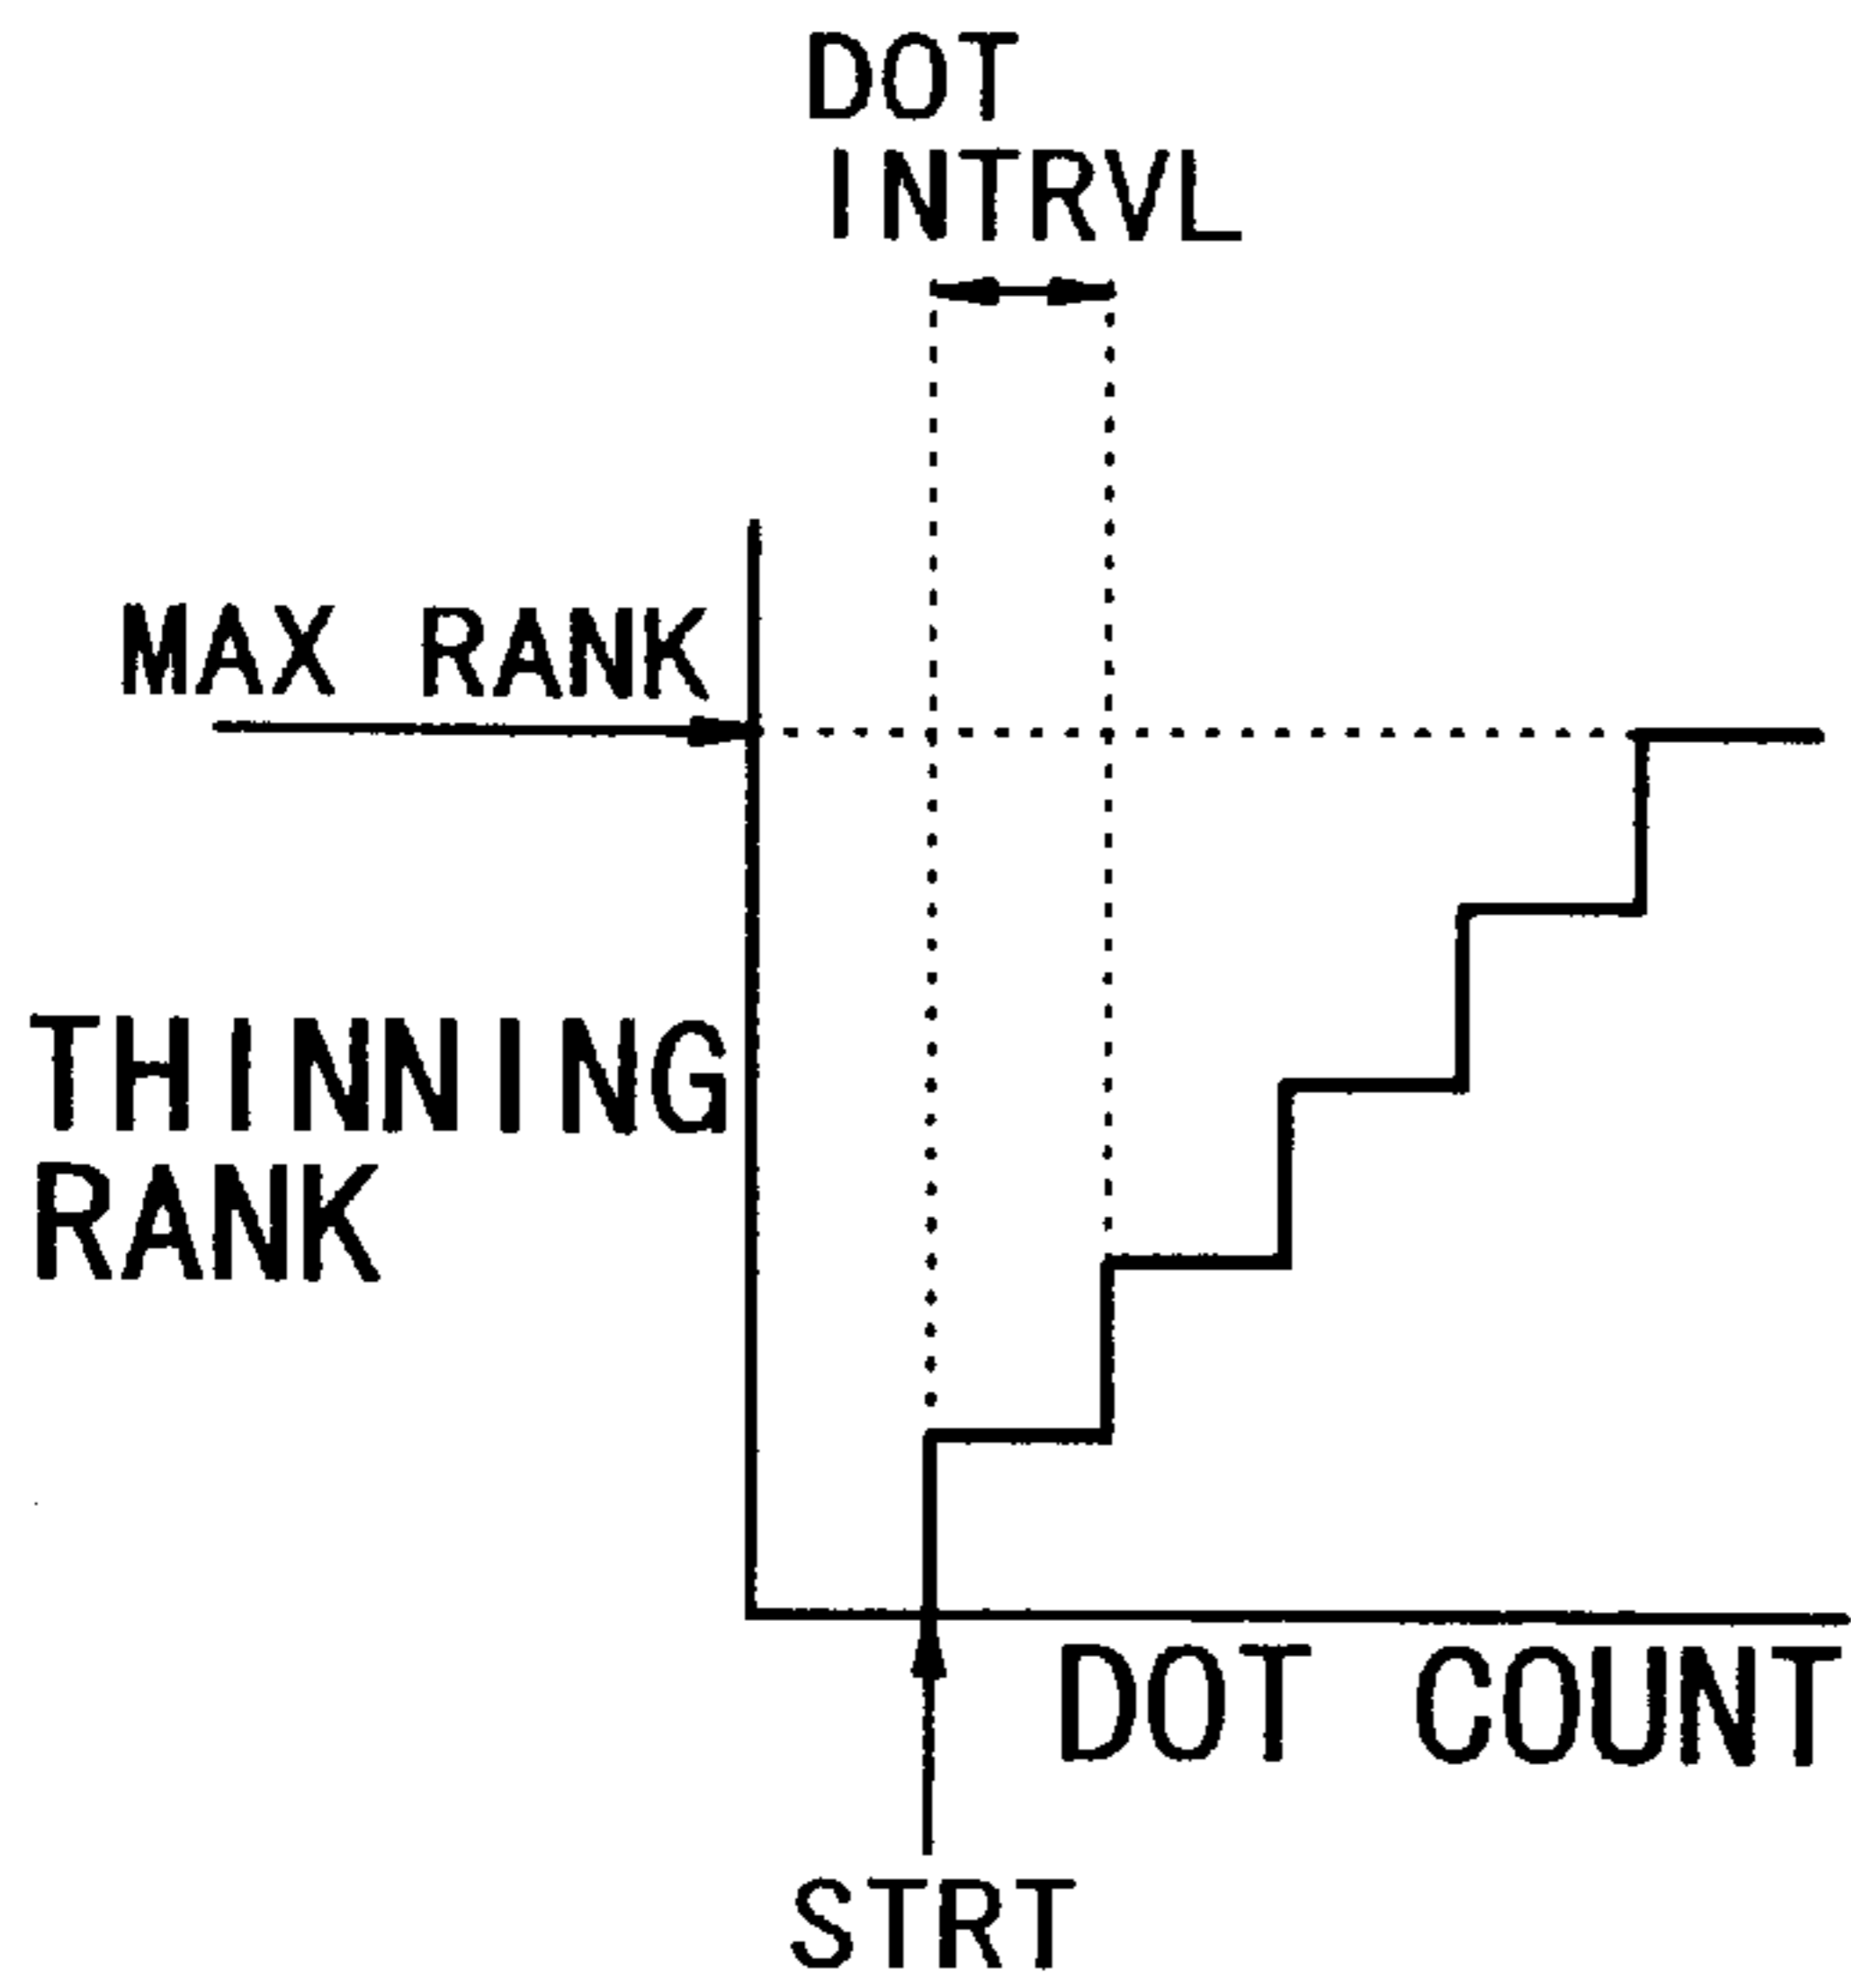 DOT
INTRVL
MAX RANK
THINNING
RANK
DOT COUNT
STRT